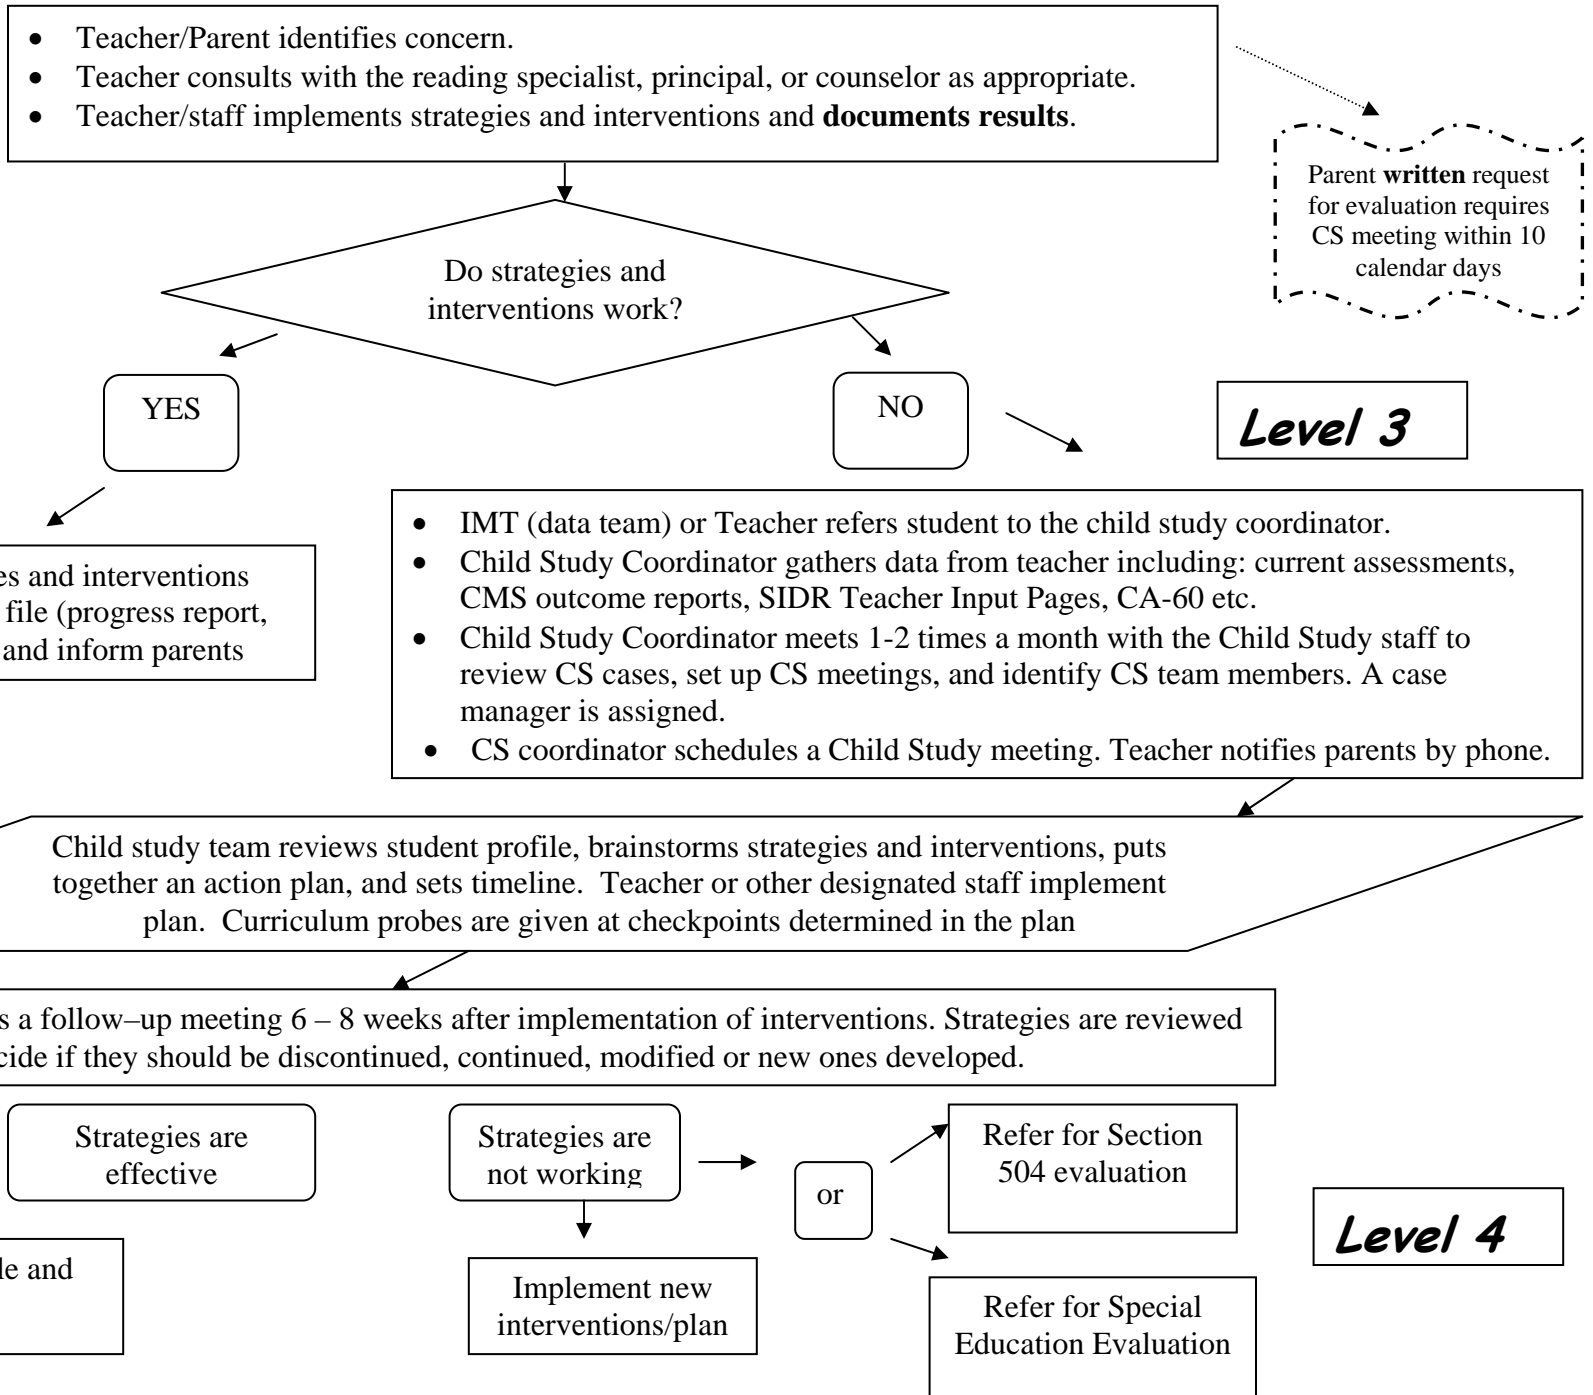 • Teacher/Parent identifies concern.
• Teacher consults with the reading specialist, principal, or counselor as appropriate.
• Teacher/staff implements strategies and interventions and documents results.
Parent written request
for evaluation requires
CS meeting within 10
calendar days
Do strategies and
interventions work?
YES
NO
Level 3
and interventions
file (progress report,
and inform parents
• IMT (data team) or Teacher refers student to the child study coordinator.
• Child Study Coordinator gathers data from teacher including: current assessments,
CMS outcome reports, SIDR Teacher Input Pages, CA-60 etc.
• Child Study Coordinator meets 1-2 times a month with the Child Study staff to
review CS cases, set up CS meetings, and identify CS team members. A case
manager is assigned.
• CS coordinator schedules a Child Study meeting. Teacher notifies parents by phone.
Child study team reviews student profile, brainstorms strategies and interventions, puts
together an action plan, and sets timeline. Teacher or other designated staff implement
plan. Curriculum probes are given at checkpoints determined in the plan
a follow–up meeting 6 – 8 weeks after implementation of interventions. Strategies are reviewed
if they should be discontinued, continued, modified or new ones developed.
Strategies are
effective
Strategies are
not working
or
Refer for Section
504 evaluation
Level 4
and
Implement new
interventions/plan
Refer for Special
Education Evaluation